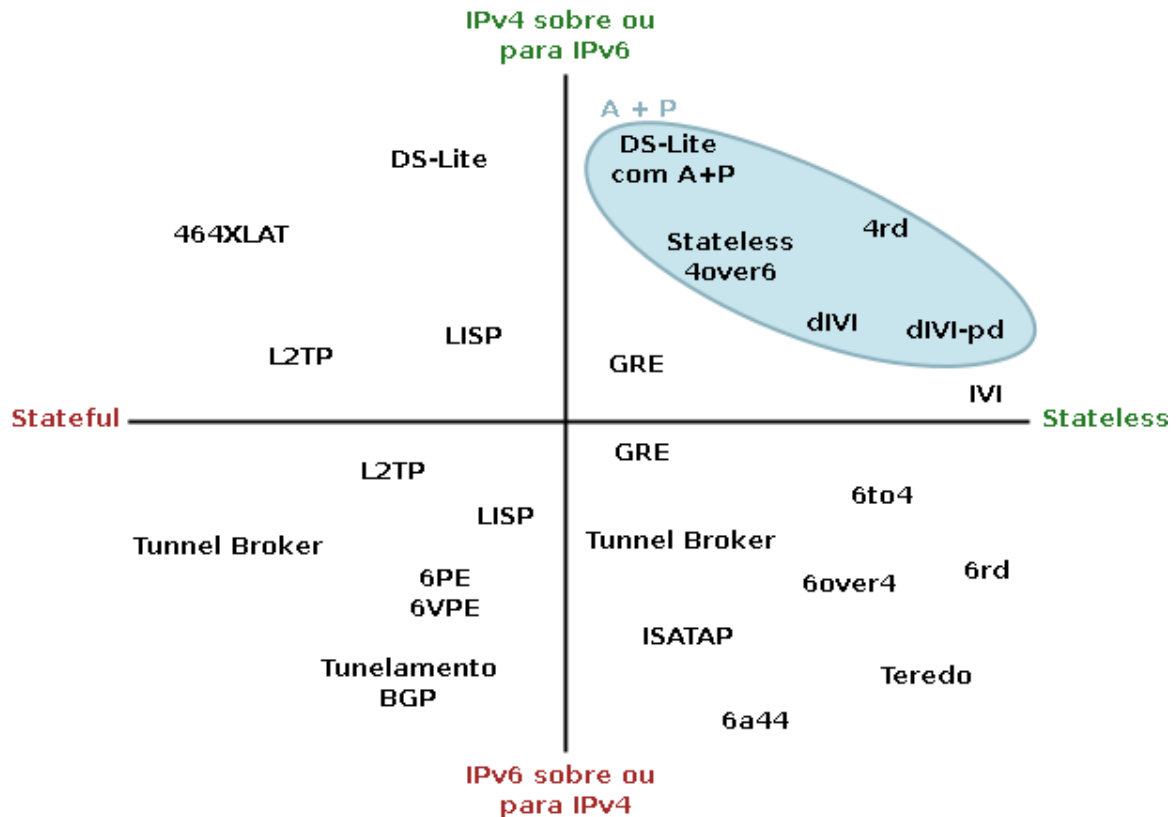 IPv4 sobre ou
para IPv6
A + P
DS-Lite
DS-Lite
com A+P
464XLAT
4rd
Stateless
4over6
LISP
dIVI
dIVI-pd
L2TP
GRE
IVI
Stateful
Stateless
GRE
L2TP
6to4
LISP
Tunnel Broker
Tunnel Broker
6PE
6over4
6rd
6VPE
ISATAP
Tunelamento
BGP
Teredo
6a44
IPv6 sobre ou
para IPv4